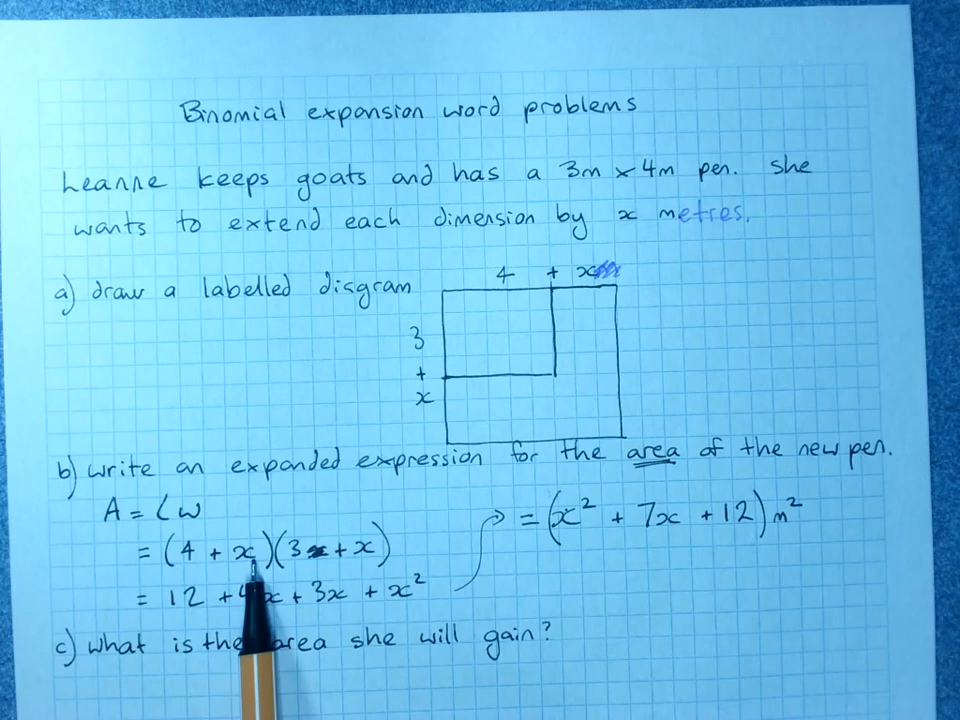 Binomial expansion word problems
Leanne keeps goats and has a 3m x 4m pen. She
wants to extend each dimension by x metres.
a) draw a labelled disgram
4 + x
3
+
x
b) write an expanded expression for the area of the new pen.
A = Lw
= (4 + x)(3 + x)
= 12 + 4x + 3x + x²
= (x² + 7x + 12) m²
c) what is the area she will gain?